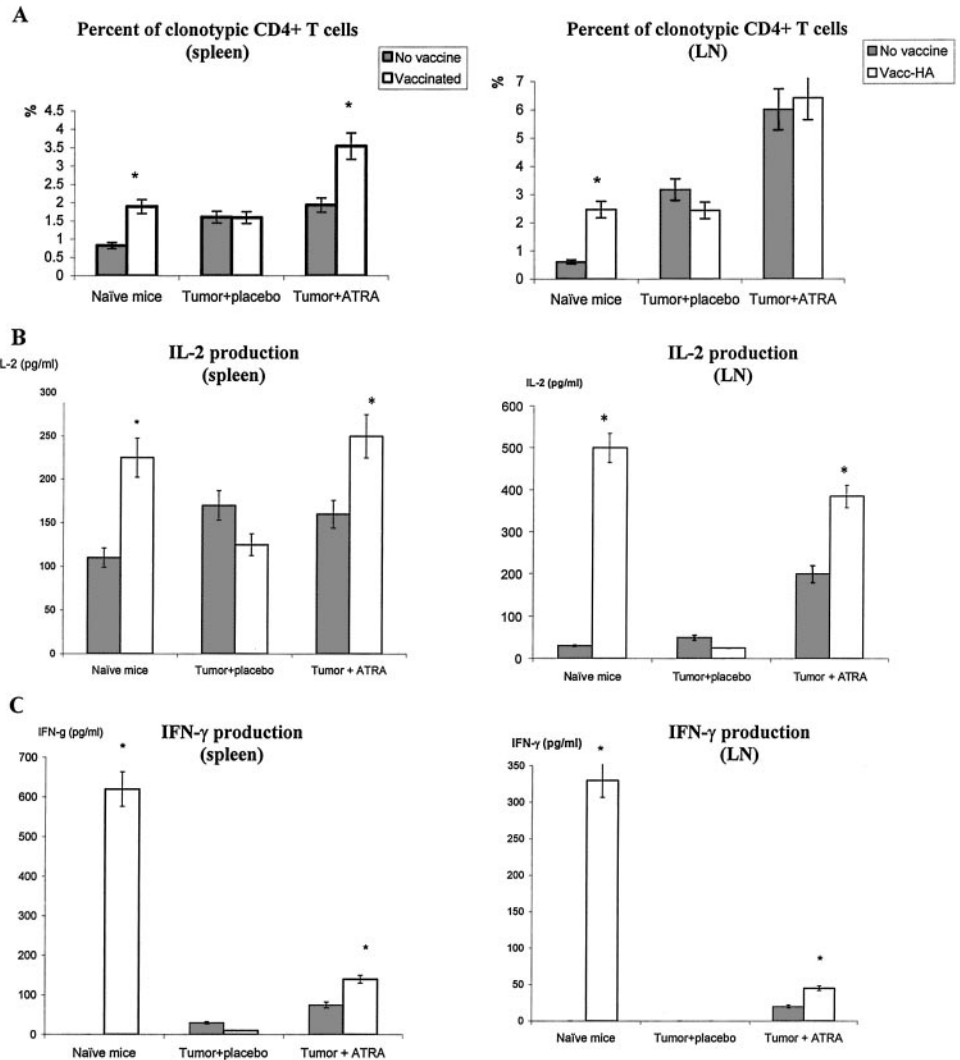 A
Percent of clonotypic CD4+ T cells
(spleen)
No vaccine
Vaccinated
%
4.5
4
3.5
3
2.5
2
1.5
1
0.5
0
*
*
Naïve mice
Tumor+placebo
Tumor+ATRA
Percent of clonotypic CD4+ T cells
(LN)
No vaccine
Vacc-HA
%
7
6
5
4
3
2
1
0
*
Naïve mice
Tumor+placebo
Tumor+ATRA
B
L-2 (pg/ml)
IL-2 production
(spleen)
300
250
200
150
100
50
0
*
*
Naïve mice
Tumor+placebo
Tumor + ATRA
IL-2 production
(LN)
IL-2 (pg/ml)
600
500
400
300
200
100
0
*
*
Naïve mice
Tumor+placebo
Tumor + ATRA
C
IFN-g (pg/ml)
IFN-γ production
(spleen)
700
600
500
400
300
200
100
0
*
*
Naïve mice
Tumor+placebo
Tumor + ATRA
IFN-γ production
(LN)
IFN-γ (pg/ml)
350
300
250
200
150
100
50
0
*
*
Naïve mice
Tumor+placebo
Tumor + ATRA